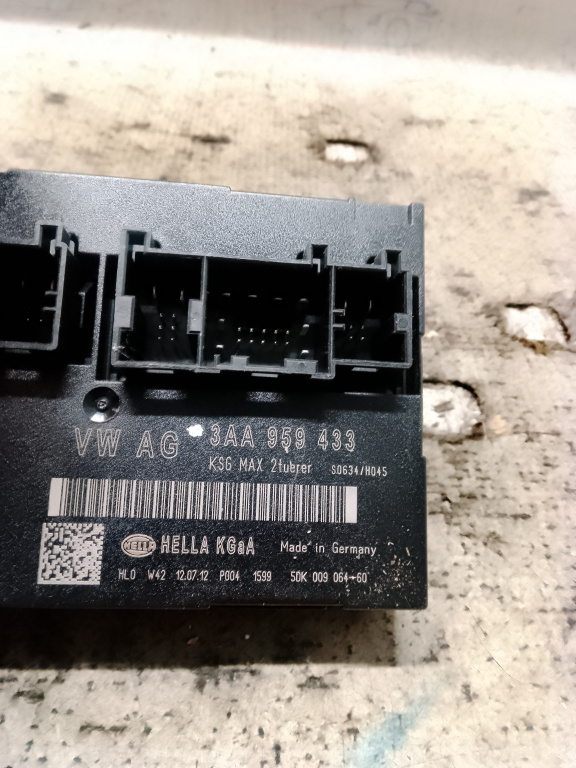 VW AG 3AA 959 433
KSG MAX 2tuerer S0634/H045
HELLA HELLA KGaA Made in Germany
HLO W42 12.07.12 P004 1599 5DK 009 064-60